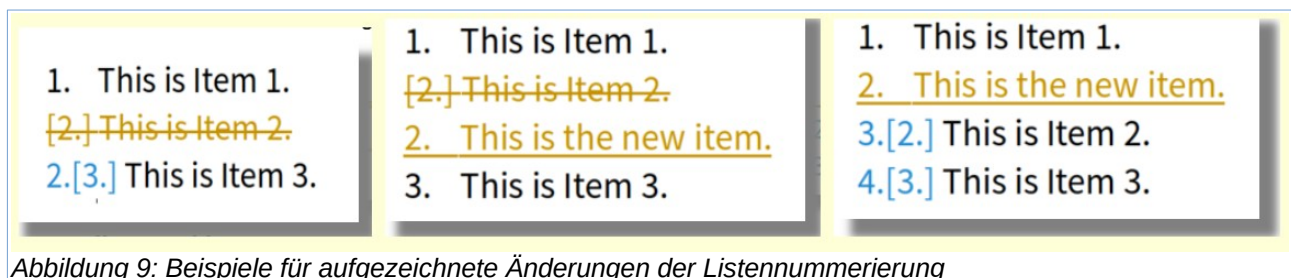 1. This is Item 1.
[2.] This is Item 2.
2.[3.] This is Item 3.
1. This is Item 1.
[2.] This is Item 2.
2. This is the new item.
3. This is Item 3.
1. This is Item 1.
2. This is the new item.
3.[2.] This is Item 2.
4.[3.] This is Item 3.
Abbildung 9: Beispiele für aufgezeichnete Änderungen der Listennummerierung